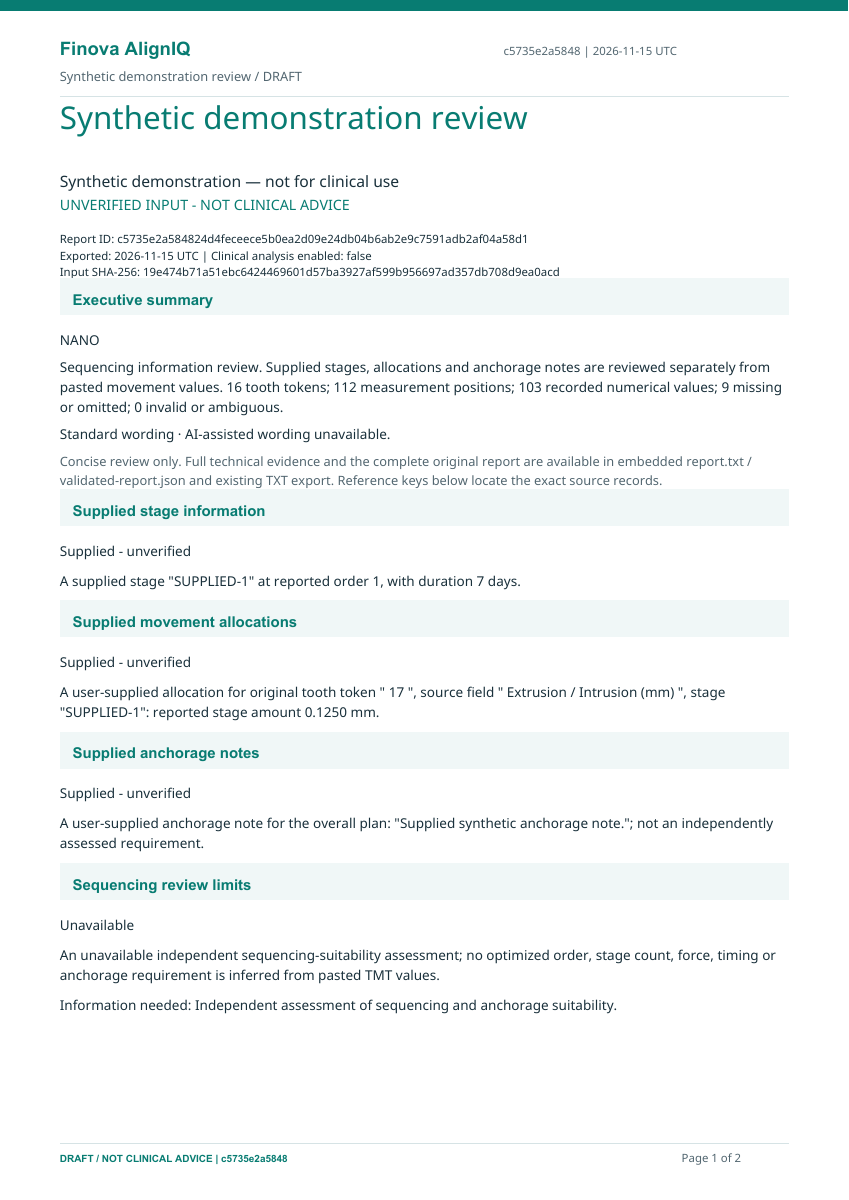 Finova AlignIQ
c5735e2a5848 | 2026-11-15 UTC
Synthetic demonstration review / DRAFT
Synthetic demonstration review
Synthetic demonstration — not for clinical use
UNVERIFIED INPUT - NOT CLINICAL ADVICE
Report ID: c5735e2a584824d4feceece5b0ea2d09e24db04b6ab2e9c7591adb2af04a58d1
Exported: 2026-11-15 UTC | Clinical analysis enabled: false
Input SHA-256: 19e474b71a51ebc6424469601d57ba3927af599b956697ad357db708d9ea0acd
Executive summary
NANO
Sequencing information review. Supplied stages, allocations and anchorage notes are reviewed separately from
pasted movement values. 16 tooth tokens; 112 measurement positions; 103 recorded numerical values; 9 missing
or omitted; 0 invalid or ambiguous.
Standard wording · AI-assisted wording unavailable.
Concise review only. Full technical evidence and the complete original report are available in embedded report.txt /
validated-report.json and existing TXT export. Reference keys below locate the exact source records.
Supplied stage information
Supplied - unverified
A supplied stage "SUPPLIED-1" at reported order 1, with duration 7 days.
Supplied movement allocations
Supplied - unverified
A user-supplied allocation for original tooth token " 17 ", source field " Extrusion / Intrusion (mm) ", stage
"SUPPLIED-1": reported stage amount 0.1250 mm.
Supplied anchorage notes
Supplied - unverified
A user-supplied anchorage note for the overall plan: "Supplied synthetic anchorage note."; not an independently
assessed requirement.
Sequencing review limits
Unavailable
An unavailable independent sequencing-suitability assessment; no optimized order, stage count, force, timing or
anchorage requirement is inferred from pasted TMT values.
Information needed: Independent assessment of sequencing and anchorage suitability.
DRAFT / NOT CLINICAL ADVICE | c5735e2a5848
Page 1 of 2